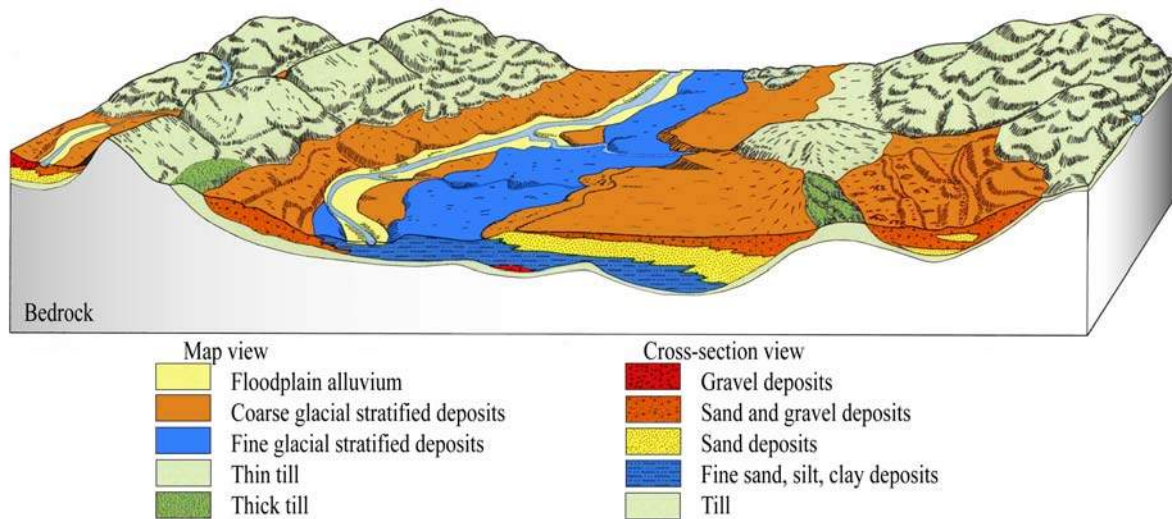 Bedrock
Map view
Floodplain alluvium
Coarse glacial stratified deposits
Fine glacial stratified deposits
Thin till
Thick till
Cross-section view
Gravel deposits
Sand and gravel deposits
Sand deposits
Fine sand, silt, clay deposits
Till